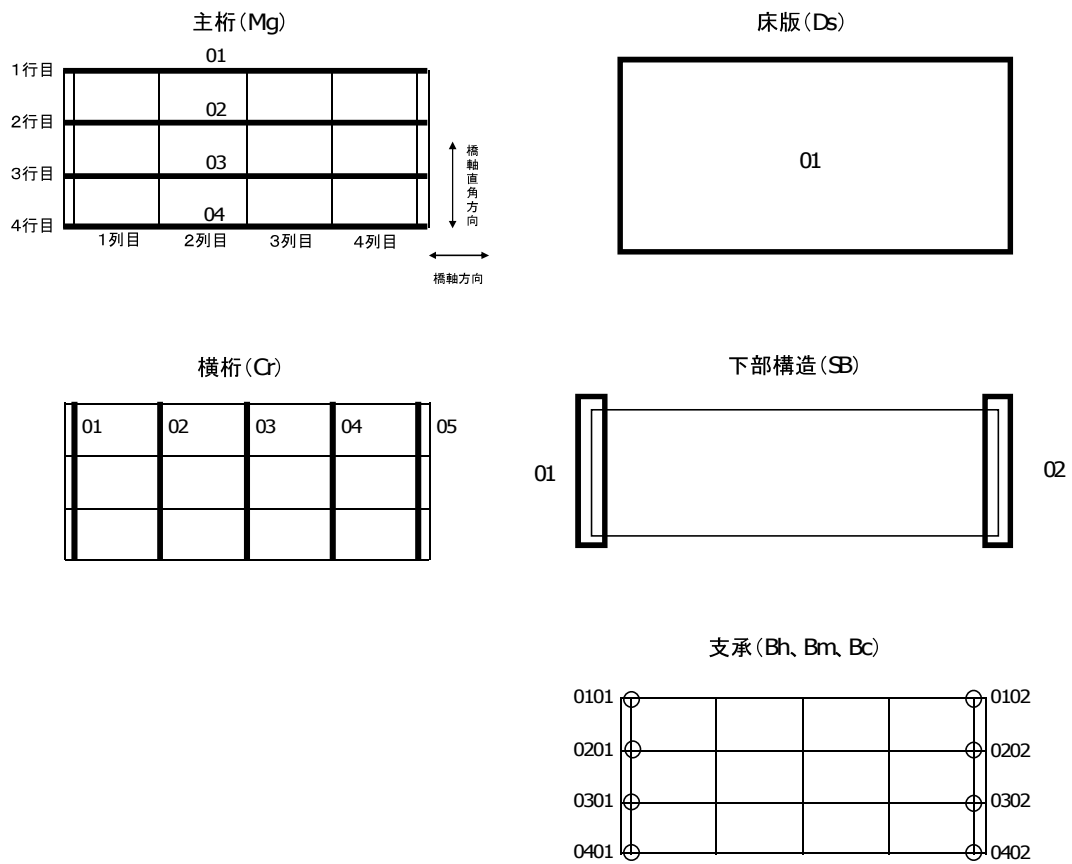 主桁(Mg)
01
1行目
02
2行目
03
3行目
04
4行目
1列目 2列目 3列目 4列目
橋軸直角方向
橋軸方向
床版(Ds)
01
横桁(Cr)
01 02 03 04 05
下部構造(SB)
01 02
支承(Bh、Bm、Bc)
0101 0102
0201 0202
0301 0302
0401 0402